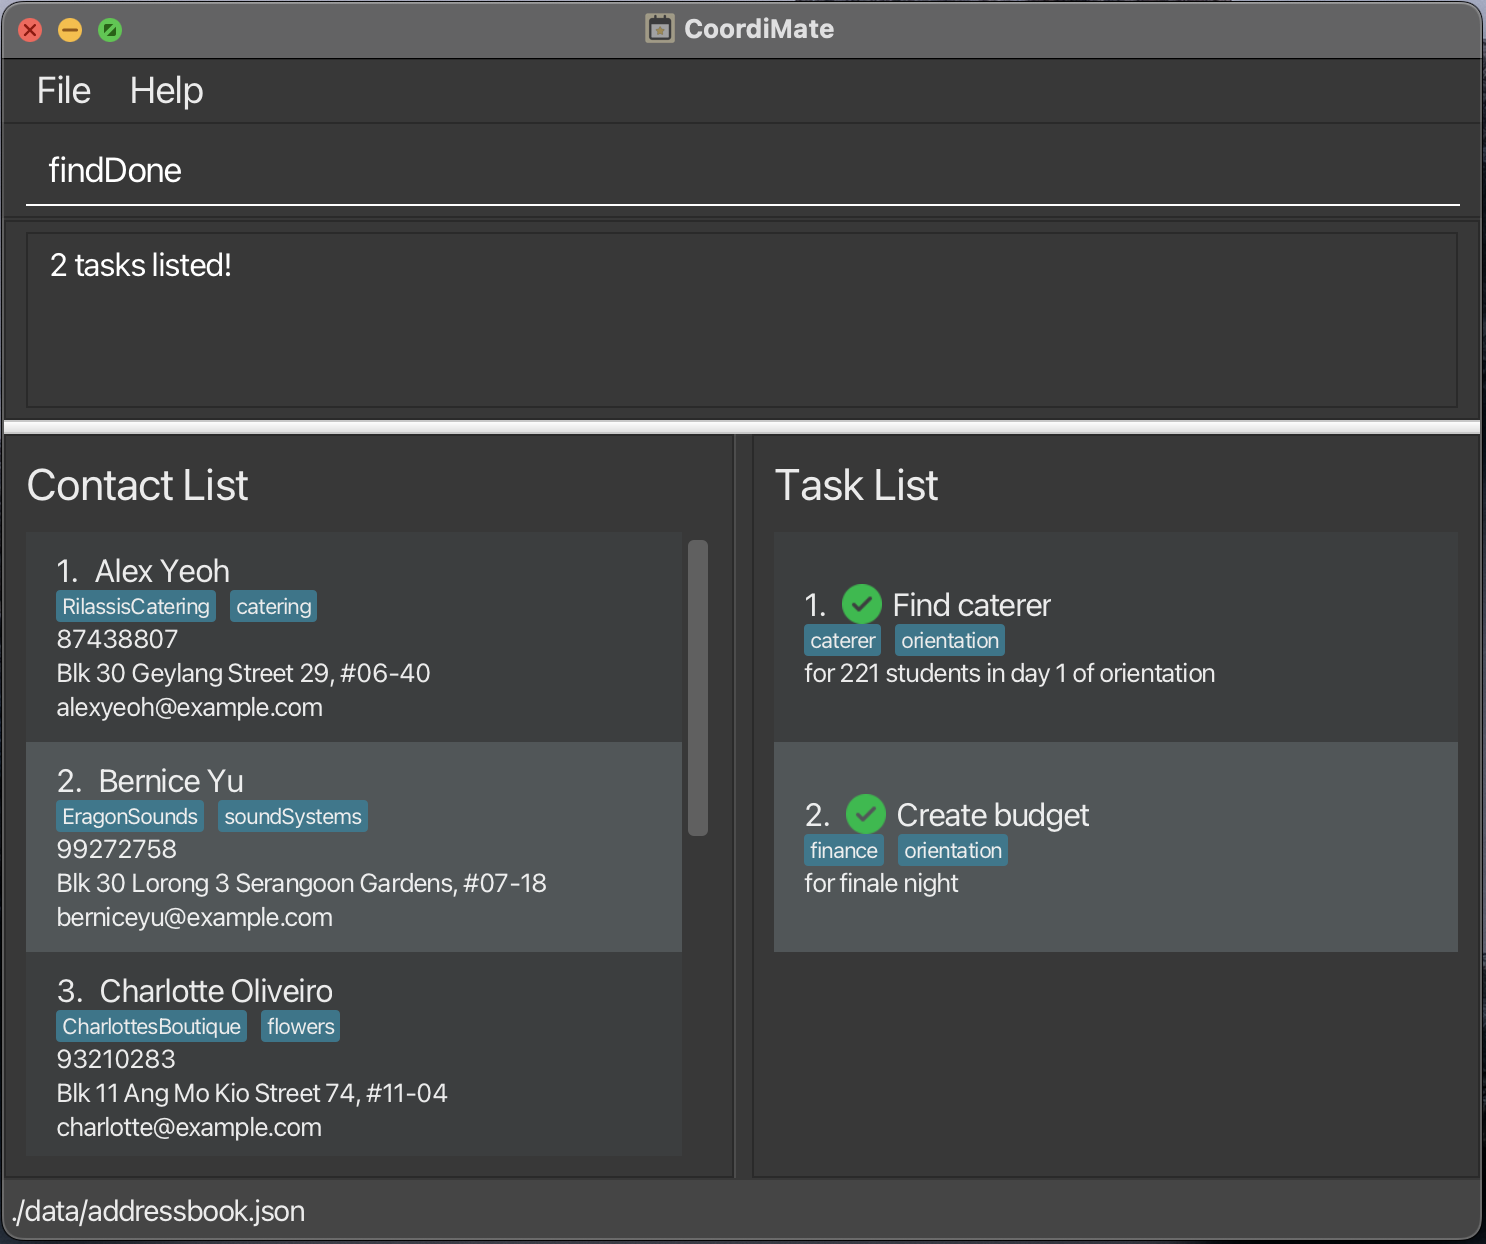 CoordiMate
File Help
findDone
2 tasks listed!
Contact List
1. Alex Yeoh
RilassisCatering catering
87438807
Blk 30 Geylang Street 29, #06-40
alexyeoh@example.com
2. Bernice Yu
EragonSounds soundSystems
99272758
Blk 30 Lorong 3 Serangoon Gardens, #07-18
berniceyu@example.com
3. Charlotte Oliveiro
CharlottesBoutique flowers
93210283
Blk 11 Ang Mo Kio Street 74, #11-04
charlotte@example.com
Task List
1. Find caterer
caterer orientation
for 221 students in day 1 of orientation
2. Create budget
finance orientation
for finale night
./data/addressbook.json